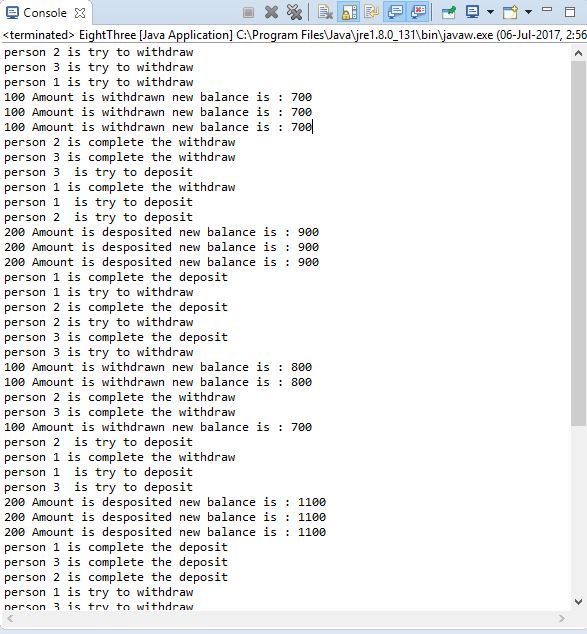 Console
<terminated> EightThree [Java Application] C:\Program Files\Java\jre1.8.0_131\bin\javaw.exe (06-Jul-2017, 2:56
person 2 is try to withdraw
person 3 is try to withdraw
person 1 is try to withdraw
100 Amount is withdrawn new balance is : 700
100 Amount is withdrawn new balance is : 700
100 Amount is withdrawn new balance is : 700
person 2 is complete the withdraw
person 3 is complete the withdraw
person 3  is try to deposit
person 1 is complete the withdraw
person 1  is try to deposit
person 2  is try to deposit
200 Amount is desposited new balance is : 900
200 Amount is desposited new balance is : 900
200 Amount is desposited new balance is : 900
person 1 is complete the deposit
person 1 is try to withdraw
person 2 is complete the deposit
person 2 is try to withdraw
person 3 is complete the deposit
person 3 is try to withdraw
100 Amount is withdrawn new balance is : 800
100 Amount is withdrawn new balance is : 800
person 2 is complete the withdraw
person 3 is complete the withdraw
100 Amount is withdrawn new balance is : 700
person 2  is try to deposit
person 1 is complete the withdraw
person 1  is try to deposit
person 3  is try to deposit
200 Amount is desposited new balance is : 1100
200 Amount is desposited new balance is : 1100
200 Amount is desposited new balance is : 1100
person 1 is complete the deposit
person 3 is complete the deposit
person 2 is complete the deposit
person 1 is try to withdraw
person 3 is try to withdraw